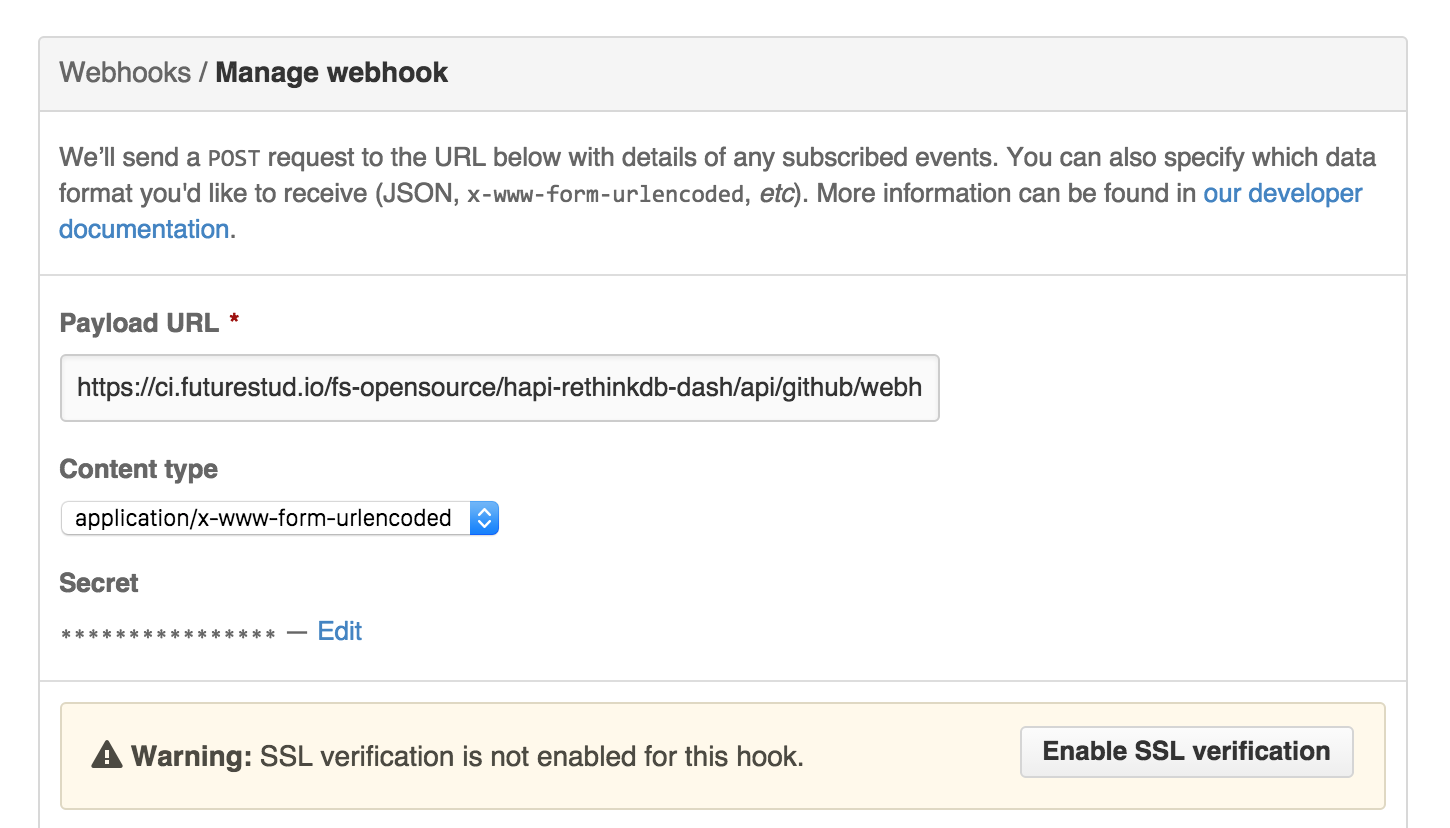 Webhooks / Manage webhook
We’ll send a POST request to the URL below with details of any subscribed events. You can also specify which data
format you'd like to receive (JSON, x-www-form-urlencoded, etc). More information can be found in our developer
documentation.
Payload URL *
https://ci.futurestud.io/fs-opensource/hapi-rethinkdb-dash/api/github/webh
Content type
application/x-www-form-urlencoded
Secret
**************** — Edit
Warning: SSL verification is not enabled for this hook.
Enable SSL verification